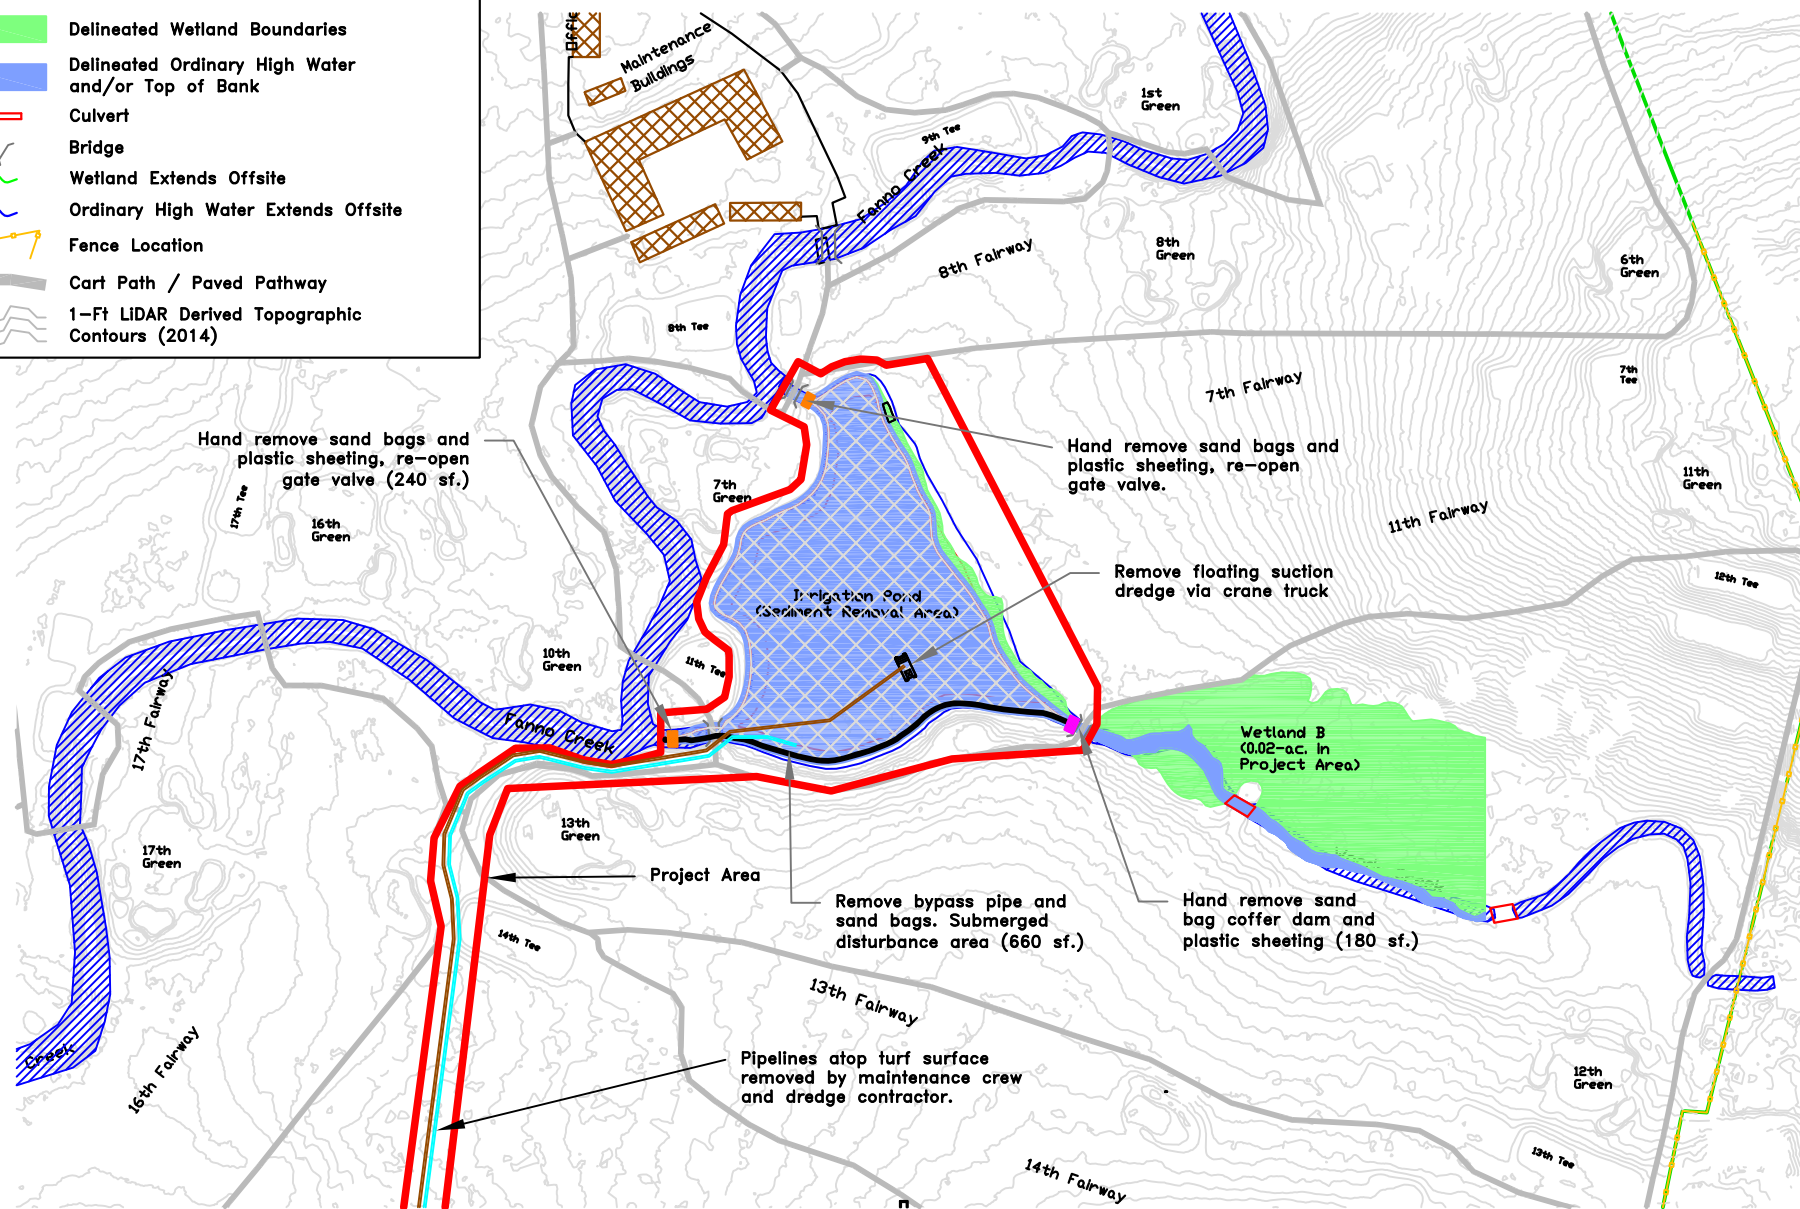 Delineated Wetland Boundaries
Delineated Ordinary High Water
and/or Top of Bank
Culvert
Bridge
Wetland Extends Offsite
Ordinary High Water Extends Offsite
Fence Location
Cart Path / Paved Pathway
1-Ft LiDAR Derived Topographic
Contours (2014)
Maintenance
Buildings
9th Tee
1st
Green
Fanno Creek
8th Fairway
8th
Green
6th
Green
8th Tee
7th Fairway
7th
Tee
Hand remove sand bags and
plastic sheeting, re-open
gate valve (240 sf.)
Hand remove sand bags and
plastic sheeting, re-open
gate valve.
7th
Green
17th Tee
16th
Green
11th Fairway
11th
Green
Remove floating suction
dredge via crane truck
12th Tee
Irrigation Pond
(Sediment Removal Area)
10th
Green
11th Tee
17th Fairway
Fanno Creek
Wetland B
(0.02-ac. In
Project Area)
13th
Green
17th
Green
Project Area
Remove bypass pipe and
sand bags. Submerged
disturbance area (660 sf.)
Hand remove sand
bag coffer dam and
plastic sheeting (180 sf.)
14th Tee
13th Fairway
Creek
16th Fairway
Pipelines atop turf surface
removed by maintenance crew
and dredge contractor.
12th
Green
13th Tee
14th Fairway